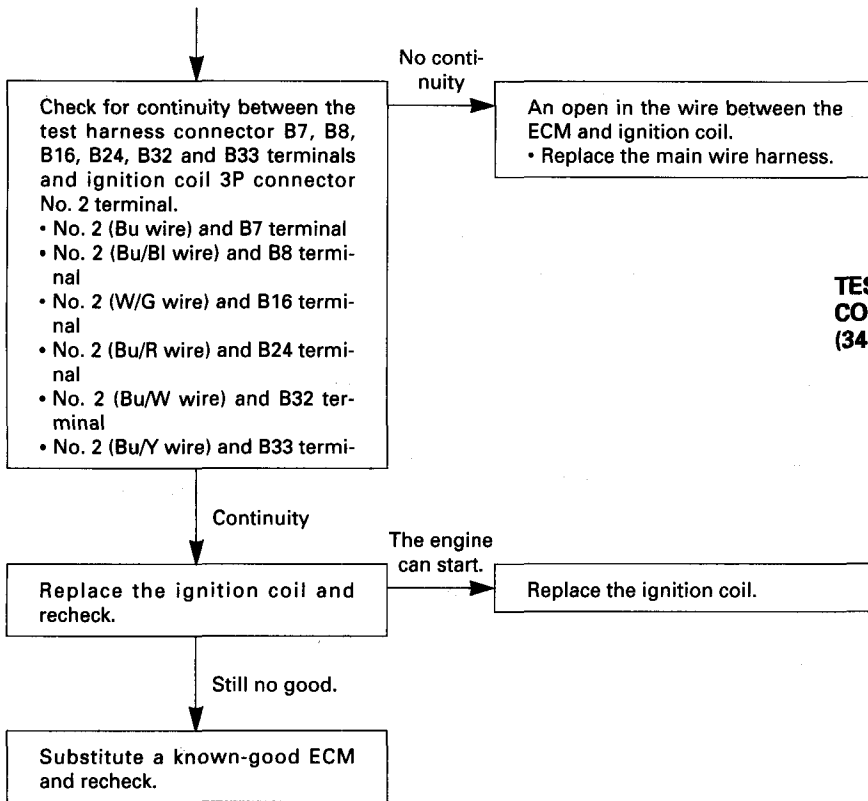 No conti-
nuity
Check for continuity between the
test harness connector B7, B8,
B16, B24, B32 and B33 terminals
and ignition coil 3P connector
No. 2 terminal.
• No. 2 (Bu wire) and B7 terminal
• No. 2 (Bu/Bl wire) and B8 termi-
nal
• No. 2 (W/G wire) and B16 termi-
nal
• No. 2 (Bu/R wire) and B24 termi-
nal
• No. 2 (Bu/W wire) and B32 ter-
minal
• No. 2 (Bu/Y wire) and B33 termi-
An open in the wire between the
ECM and ignition coil.
• Replace the main wire harness.
TES
CO
(34
Continuity
The engine
can start.
Replace the ignition coil and
recheck.
Replace the ignition coil.
Still no good.
Substitute a known-good ECM
and recheck.